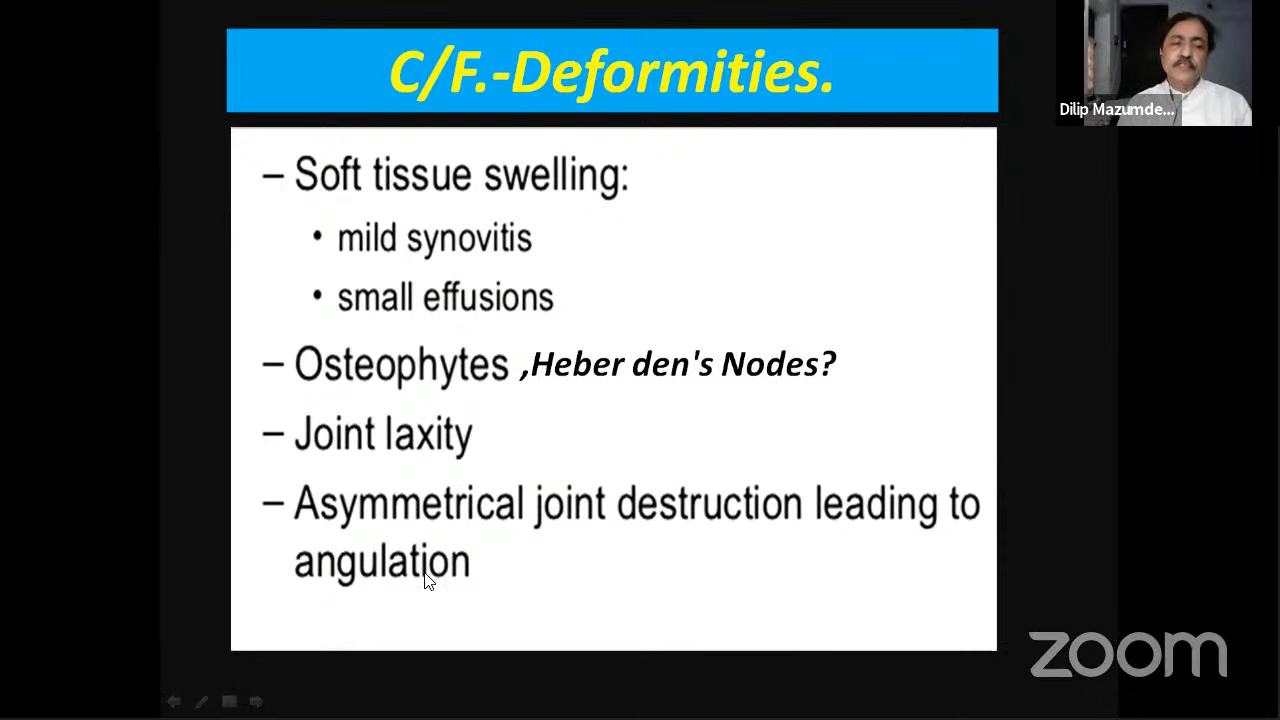 C/F.-Deformities.
Dilip Mazumde...
– Soft tissue swelling:
• mild synovitis
• small effusions
– Osteophytes ,Heber den's Nodes?
– Joint laxity
– Asymmetrical joint destruction leading to
angulation
zoom